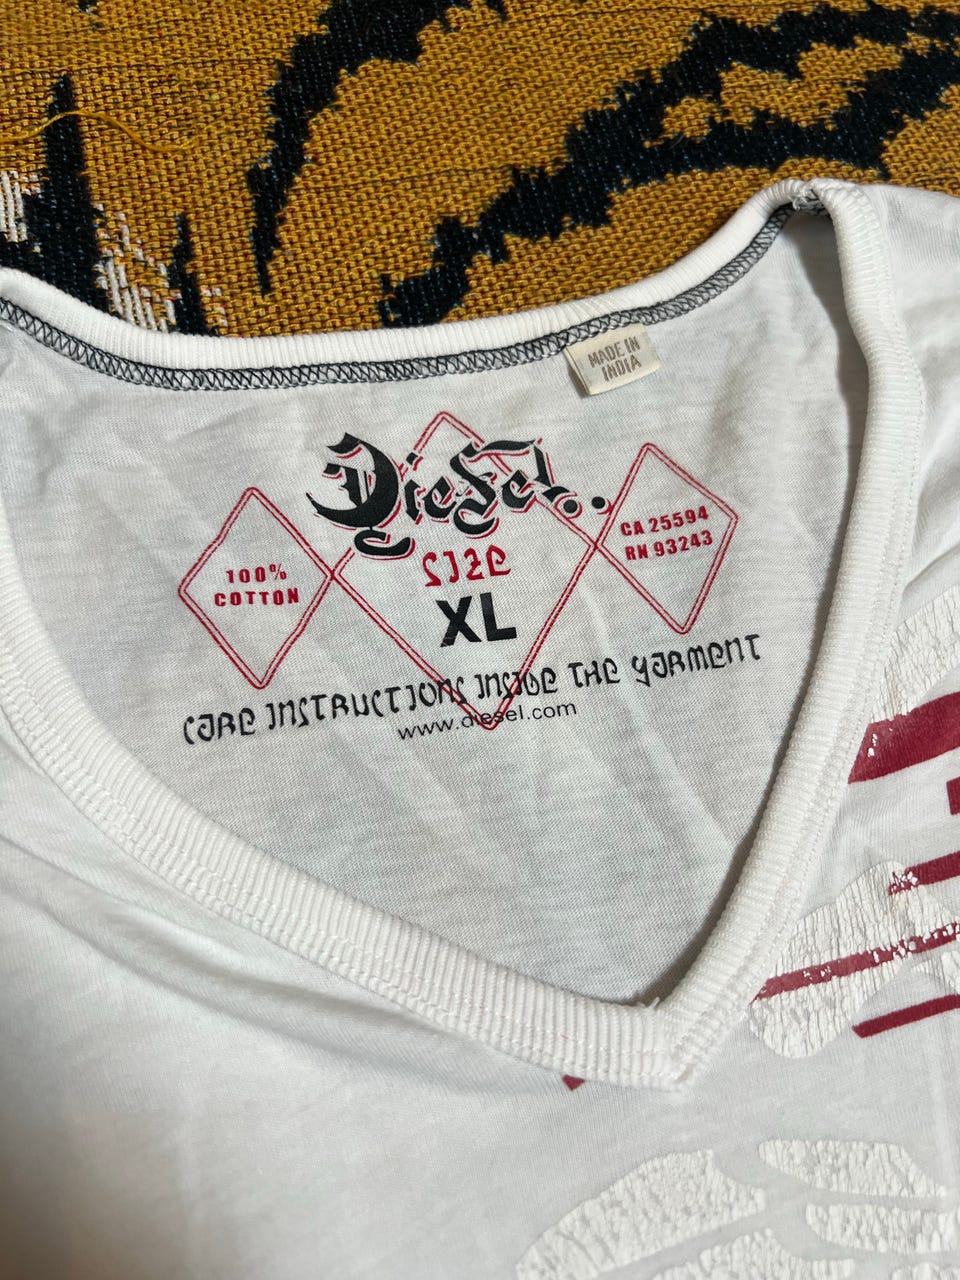 MADE IN
INDIA
Diesel..
SIZE
XL
100%
COTTON
CA 25594
RN 93243
CARE INSTRUCTIONS INSIDE THE GARMENT
www.diesel.com